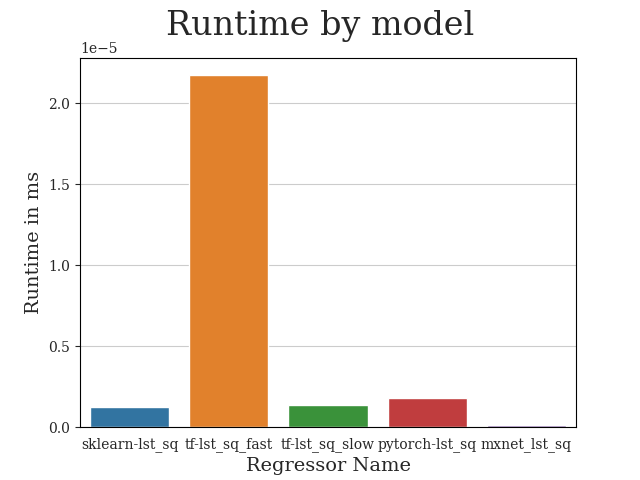 Runtime by model
1e−5
2.0
1.5
1.0
0.5
0.0
Runtime in ms
sklearn-lst_sq tf-lst_sq_fast tf-lst_sq_slow pytorch-lst_sq mxnet_lst_sq
Regressor Name